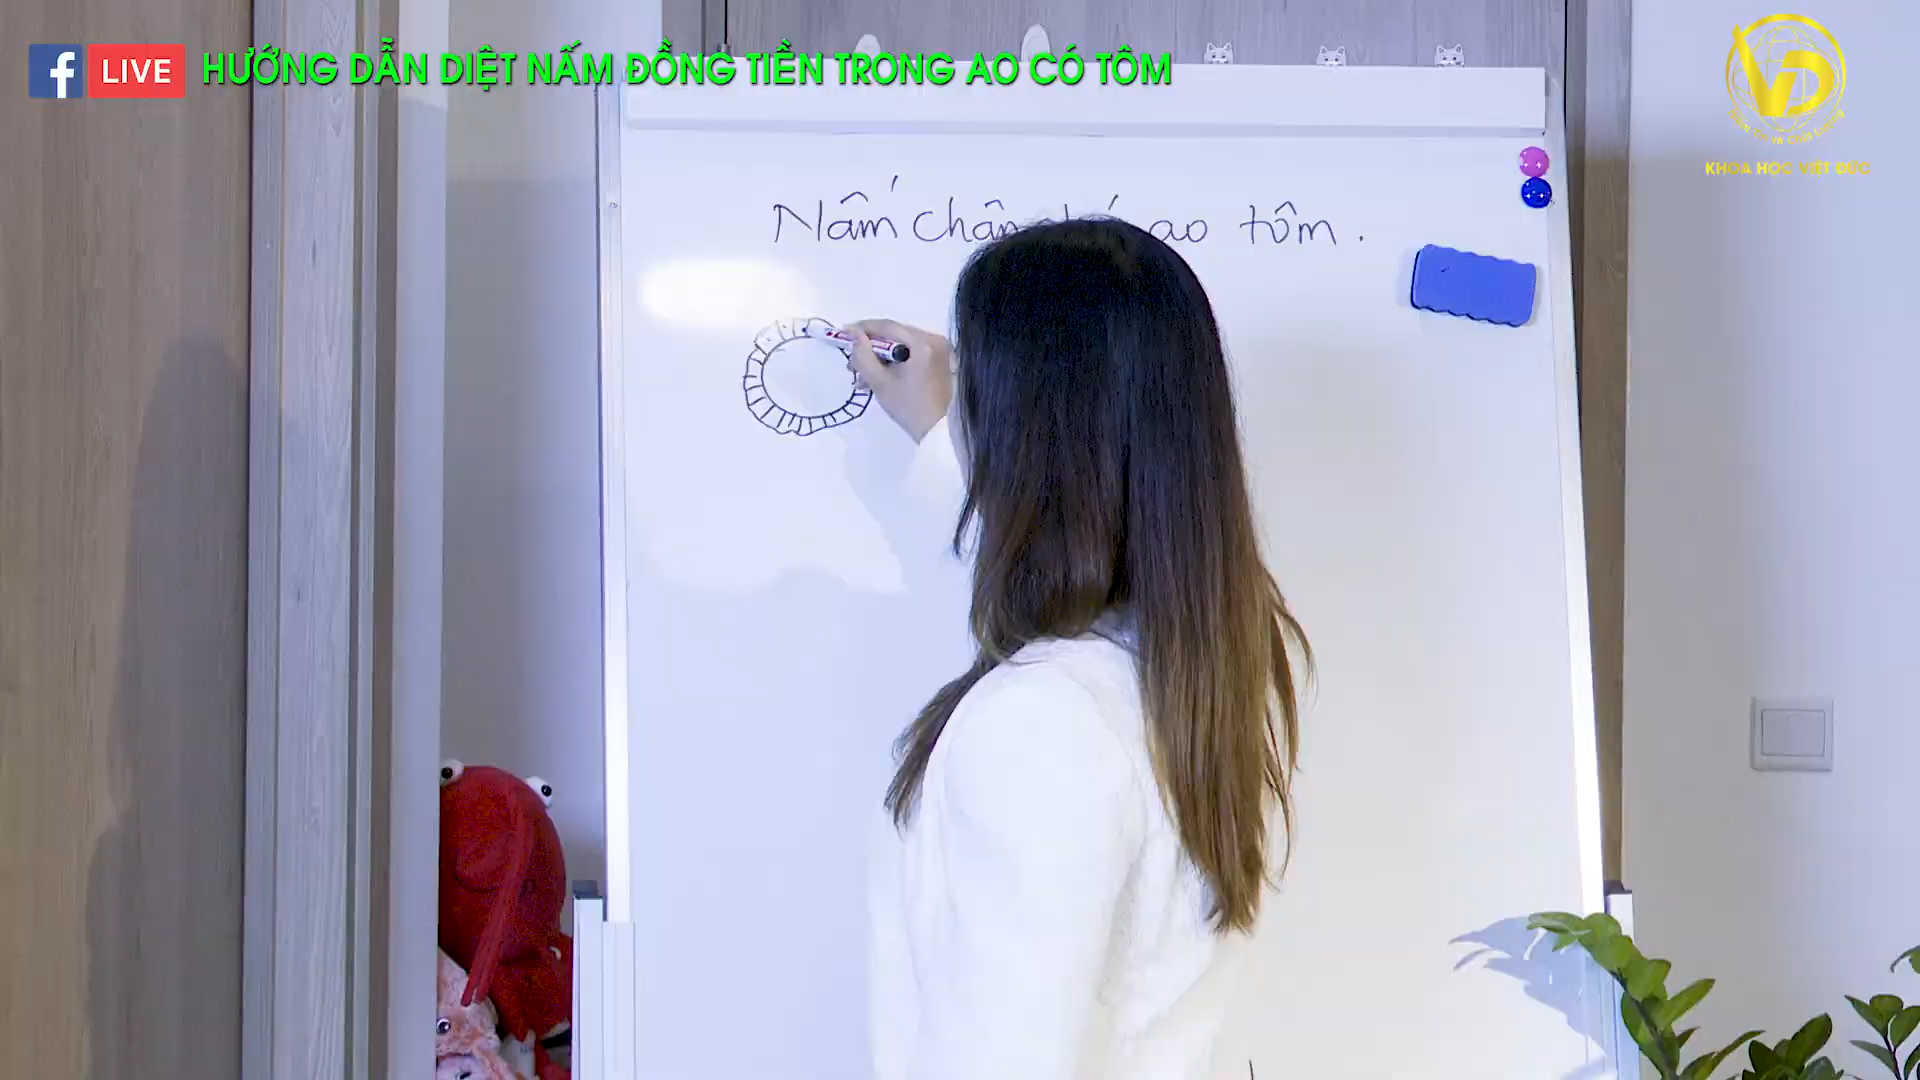 LIVE HƯỚNG DẪN DIỆT NẤM ĐỒNG TIỀN TRONG AO CÓ TÔM
VD
KHOA HỌC VIỆT ĐỨC
Nấm chân ao tôm.